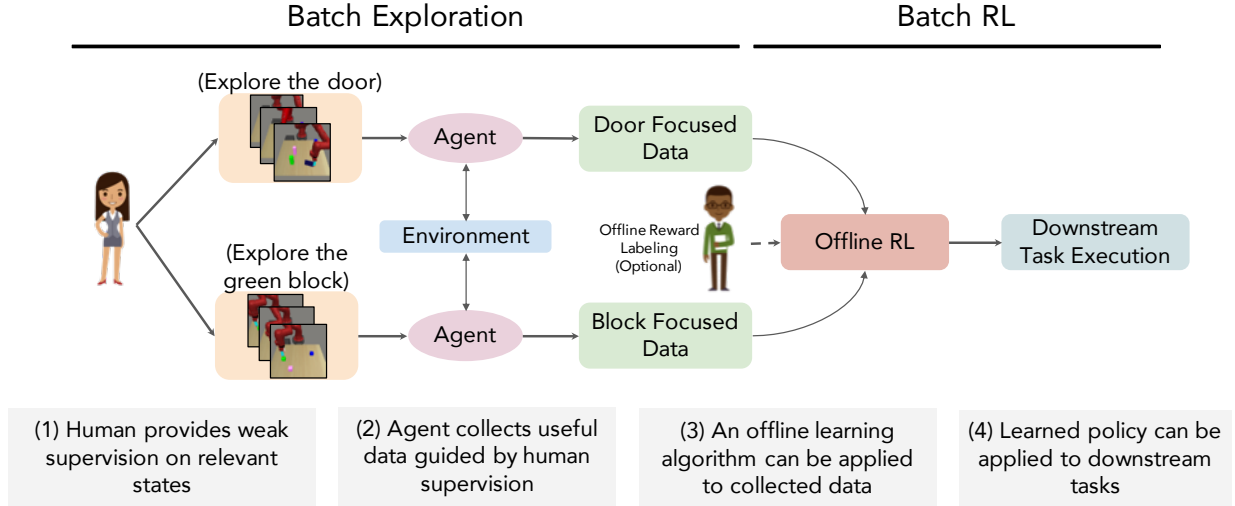 Batch Exploration
Batch RL
(Explore the door)
Agent
Door Focused
Data
(Explore the
green block)
Environment
Offline Reward
Labeling
(Optional)
Offline RL
Downstream
Task Execution
Agent
Block Focused
Data
(1) Human provides weak
supervision on relevant
states
(2) Agent collects useful
data guided by human
supervision
(3) An offline learning
algorithm can be applied
to collected data
(4) Learned policy can be
applied to downstream
tasks